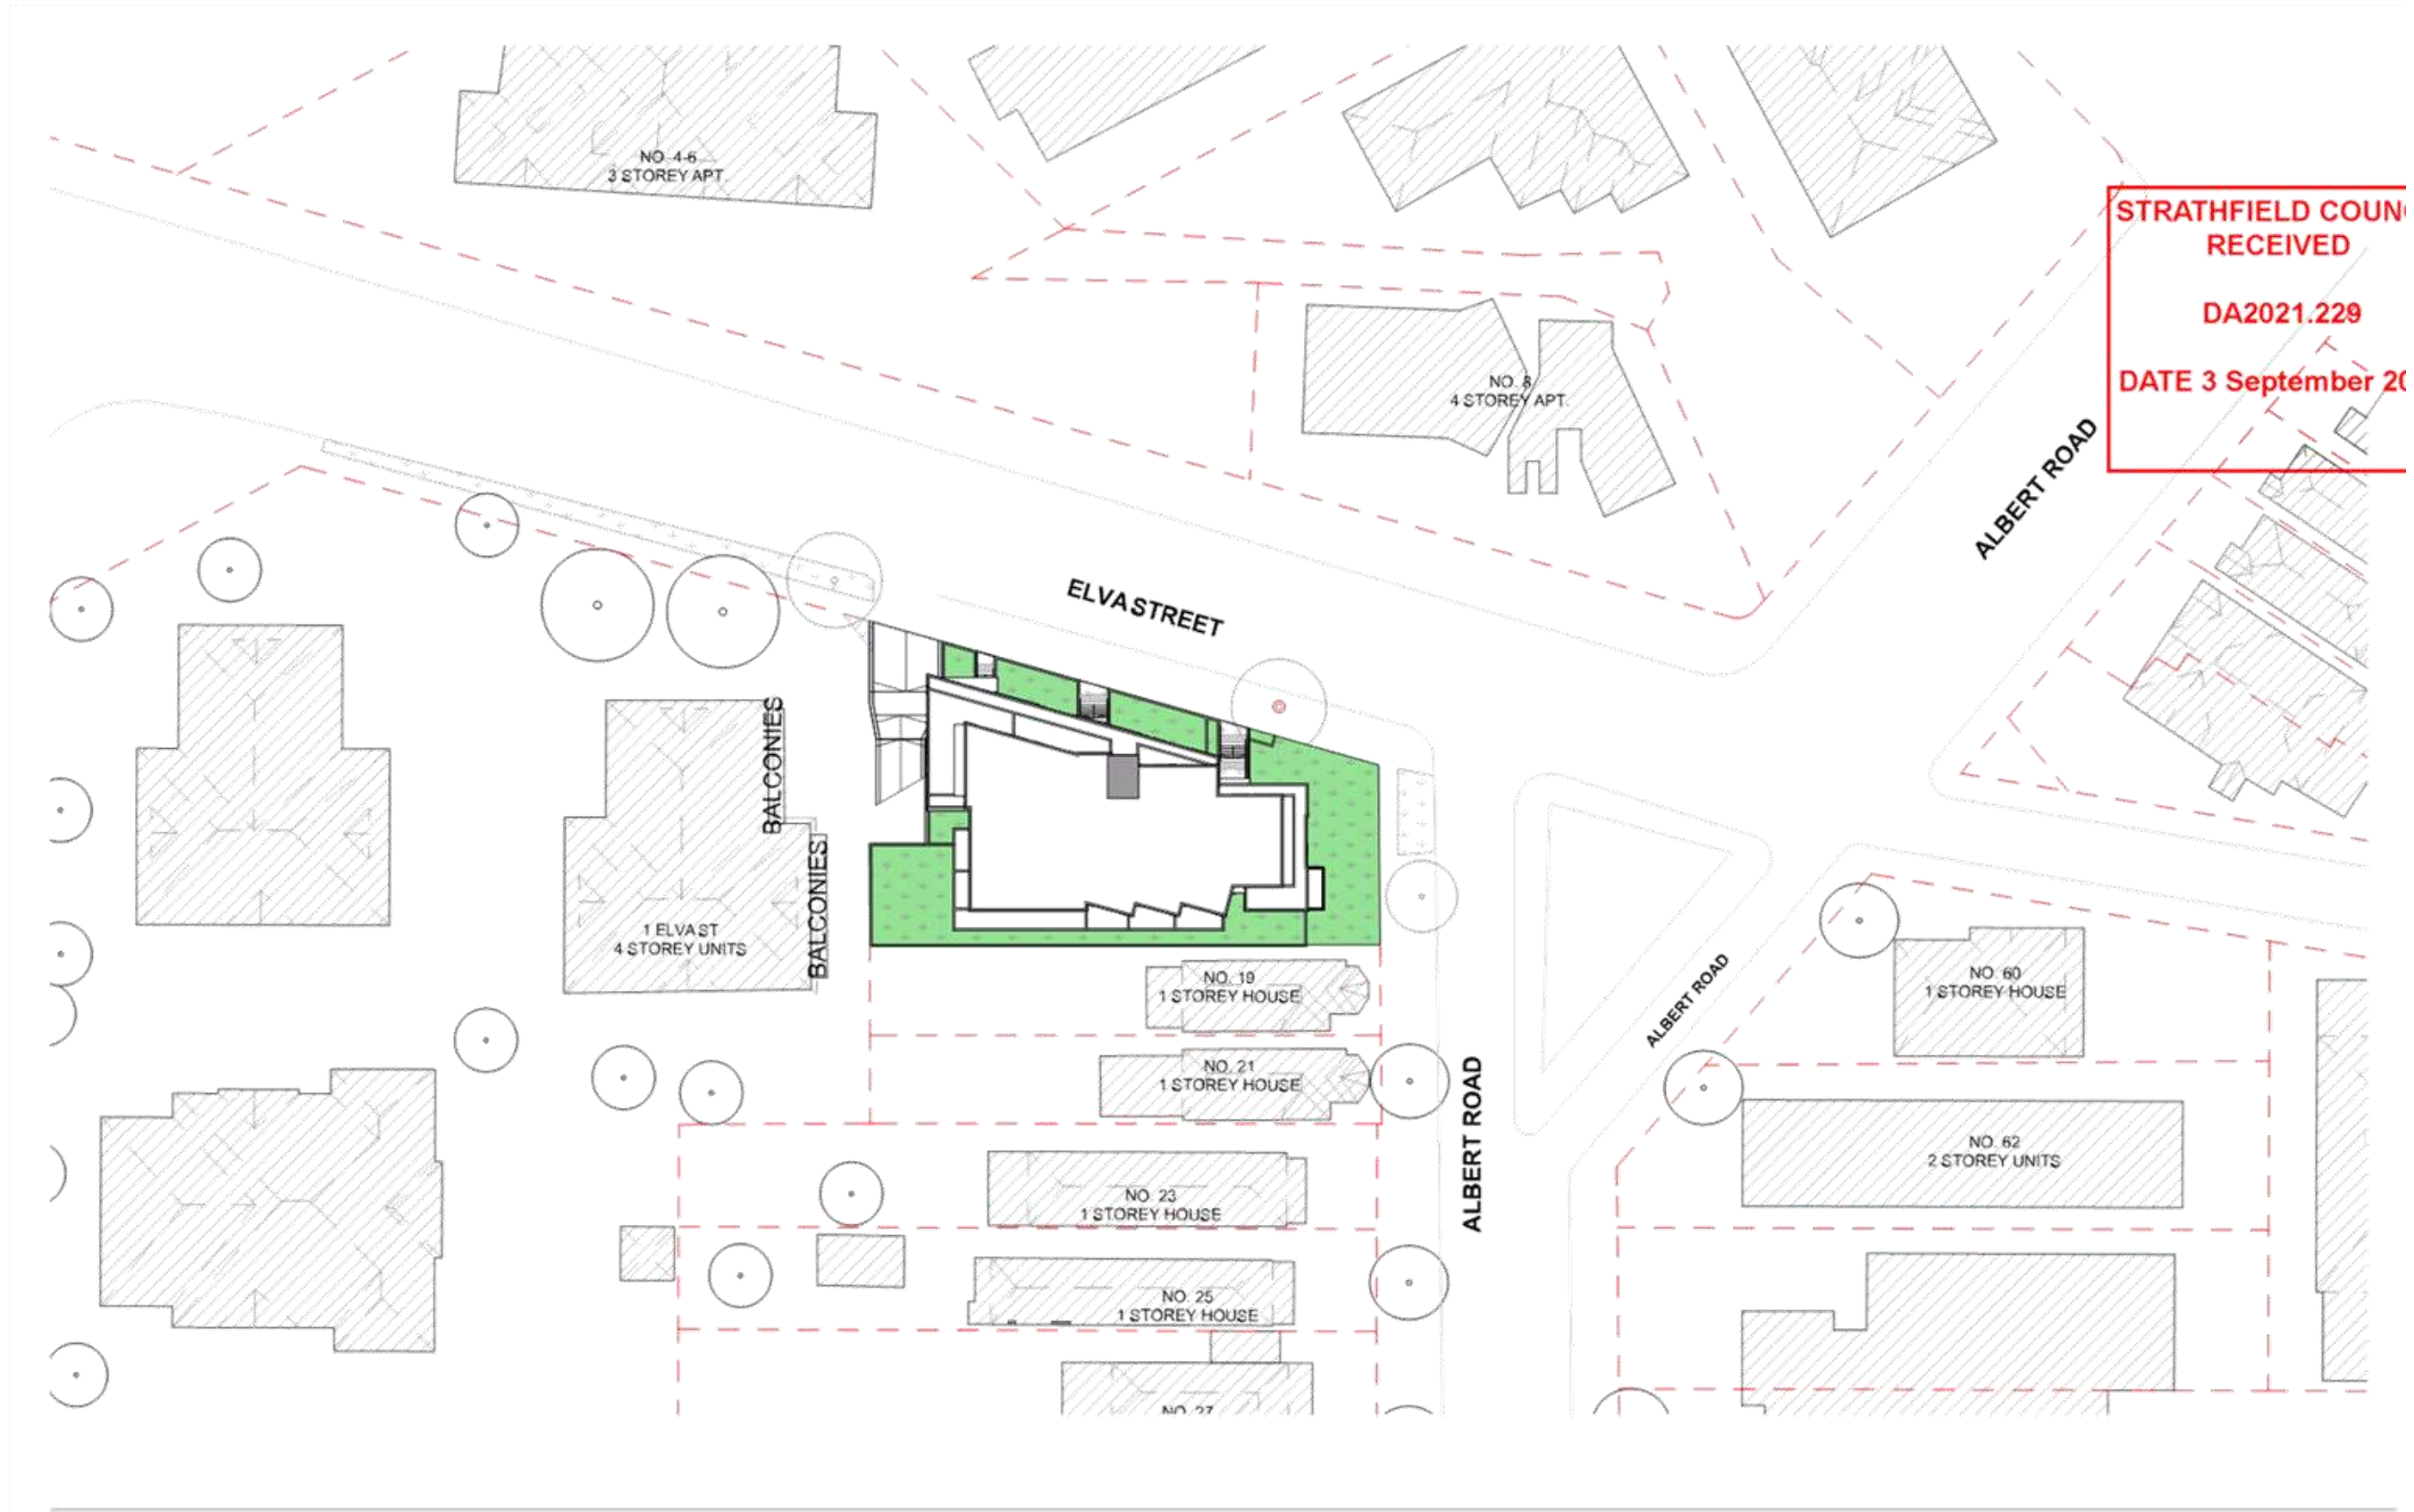 NO. 4-6
3 STOREY APT.
STRATHFIELD COUN
RECEIVED
DA2021.229
DATE 3 September 20
NO. 8
4 STOREY APT.
ALBERT ROAD
ELVA STREET
BALCONIES
BALCONIES
1 ELVA ST
4 STOREY UNITS
NO. 19
1 STOREY HOUSE
NO. 60
1 STOREY HOUSE
ALBERT ROAD
NO. 21
1 STOREY HOUSE
ALBERT ROAD
NO. 62
2 STOREY UNITS
NO. 23
1 STOREY HOUSE
NO. 25
1 STOREY HOUSE
NO. 27